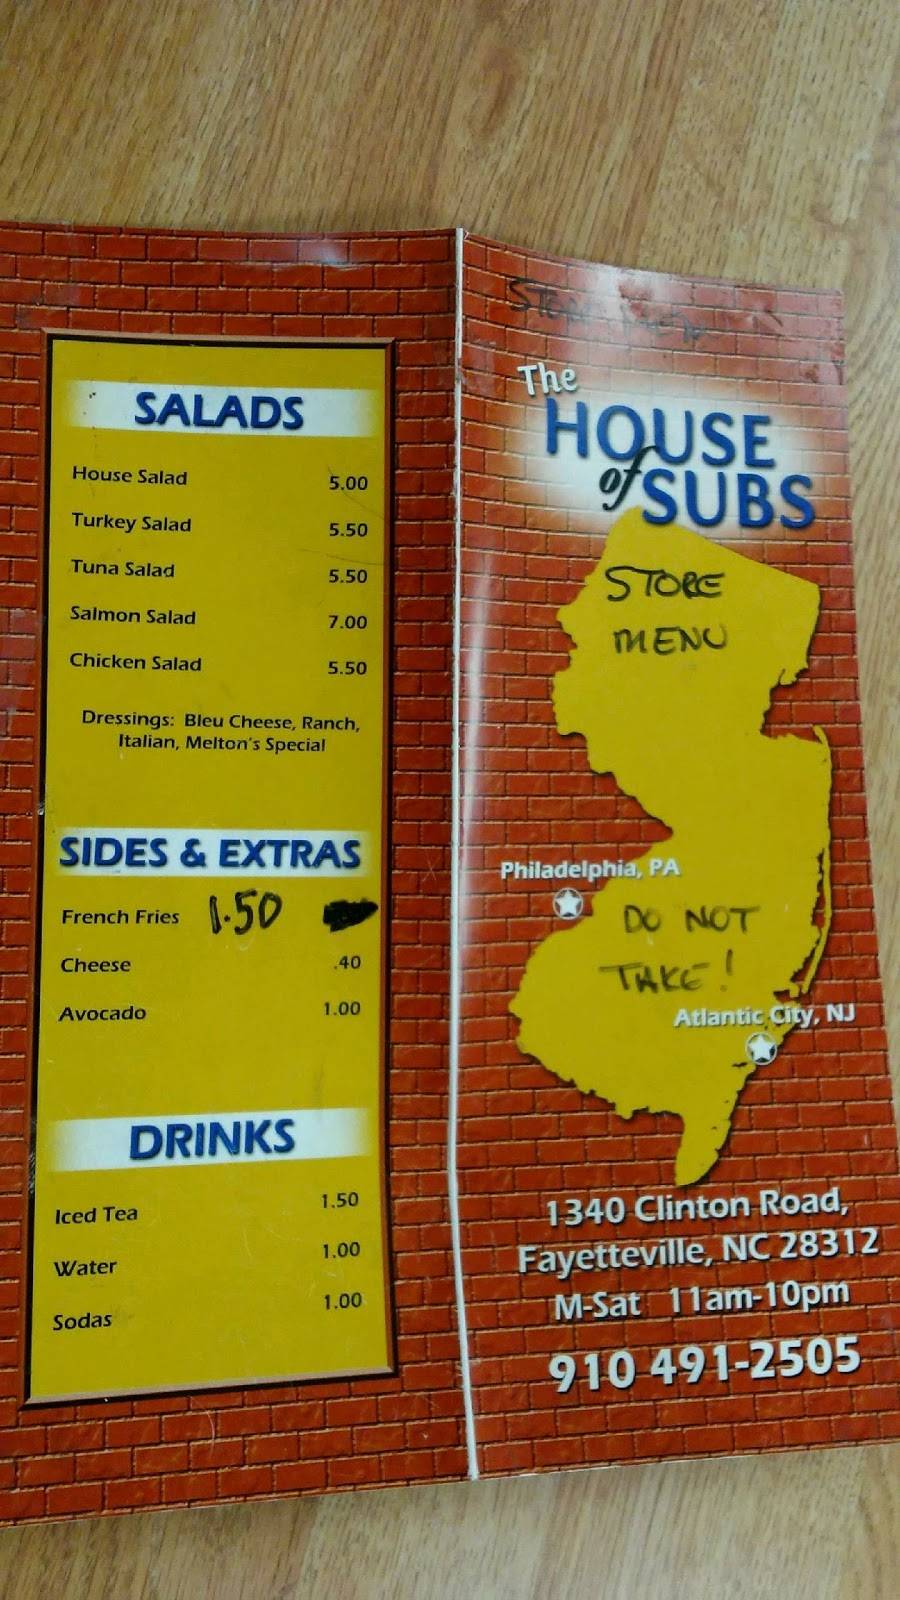 SALADS
House Salad 5.00
Turkey Salad 5.50
Tuna Salad 5.50
Salmon Salad 7.00
Chicken Salad 5.50
Dressings: Bleu Cheese, Ranch,
Italian, Melton's Special
SIDES & EXTRAS
French Fries 1.50
Cheese .40
Avocado 1.00
DRINKS
Iced Tea 1.50
Water 1.00
Sodas 1.00
The
HOUSE
of SUBS
STORE
MENU
Philadelphia, PA
DO NOT
TAKE!
Atlantic City, NJ
1340 Clinton Road,
Fayetteville, NC 28312
M-Sat 11am-10pm
910 491-2505